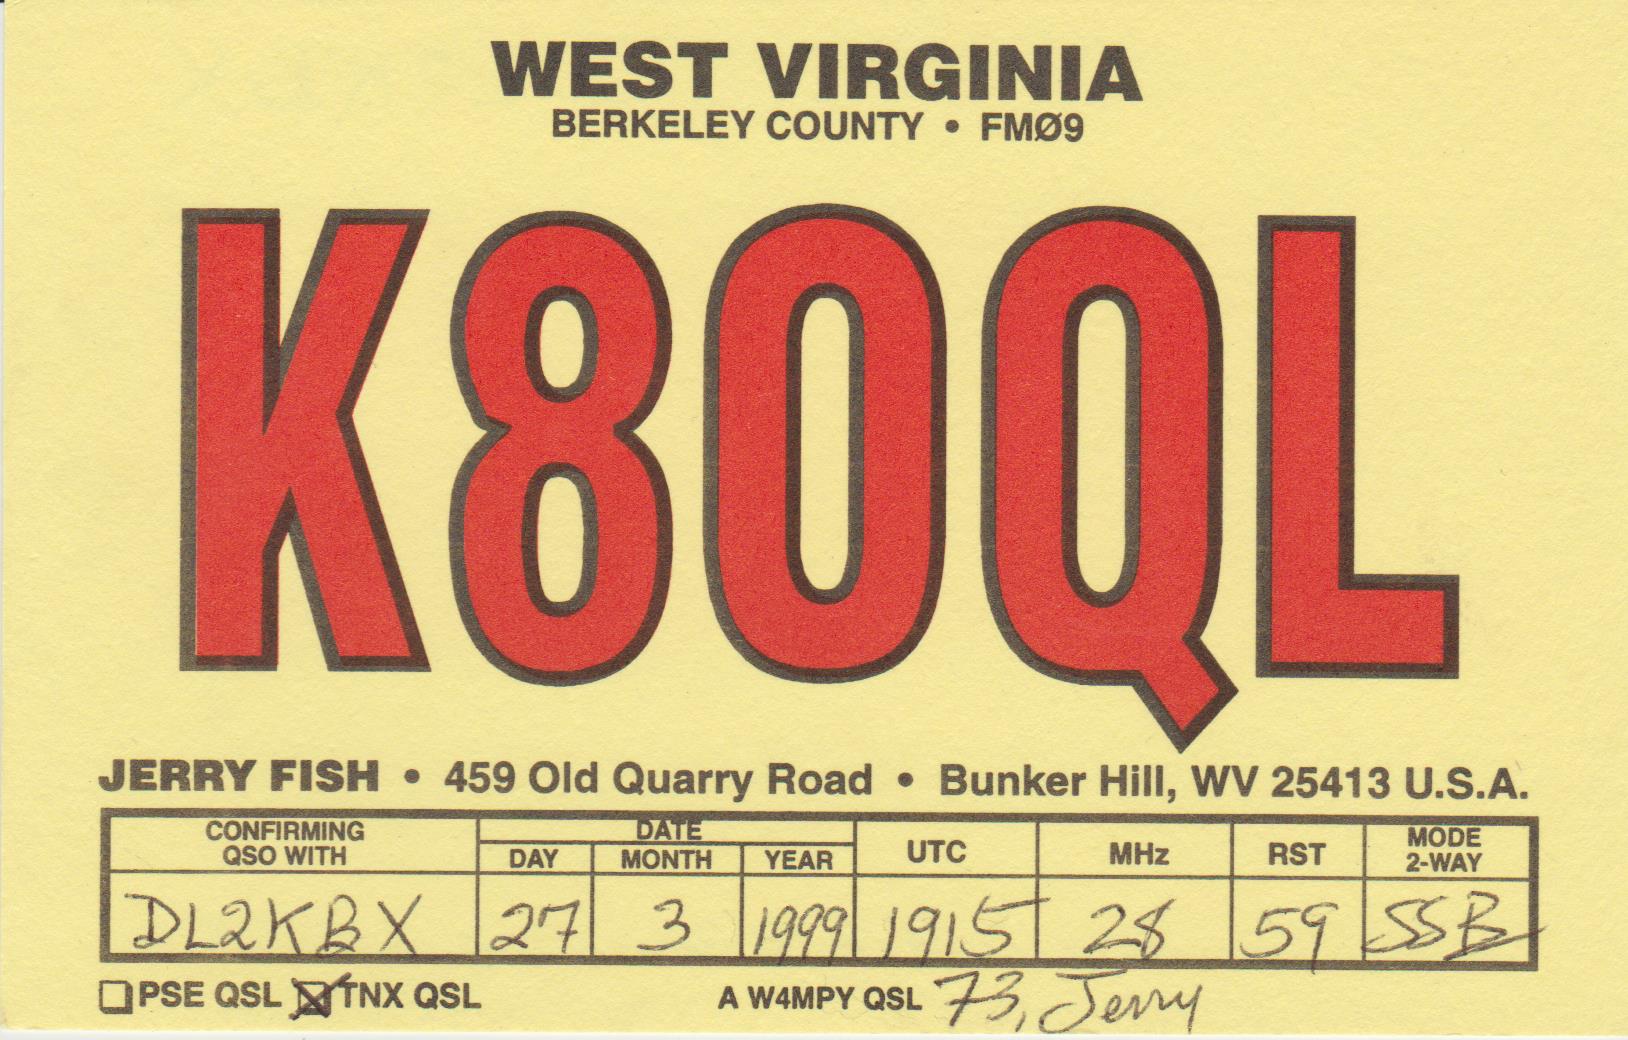 WEST VIRGINIA
BERKELEY COUNTY • FMØ9
K8OQL
JERRY FISH • 459 Old Quarry Road • Bunker Hill, WV 25413 U.S.A.
CONFIRMING QSO WITH DATE DAY MONTH YEAR UTC MHz RST MODE 2-WAY
DL2KBX 27 3 1999 1915 28 59 SSB
PSE QSL TNX QSL A W4MPY QSL 73, Jerry